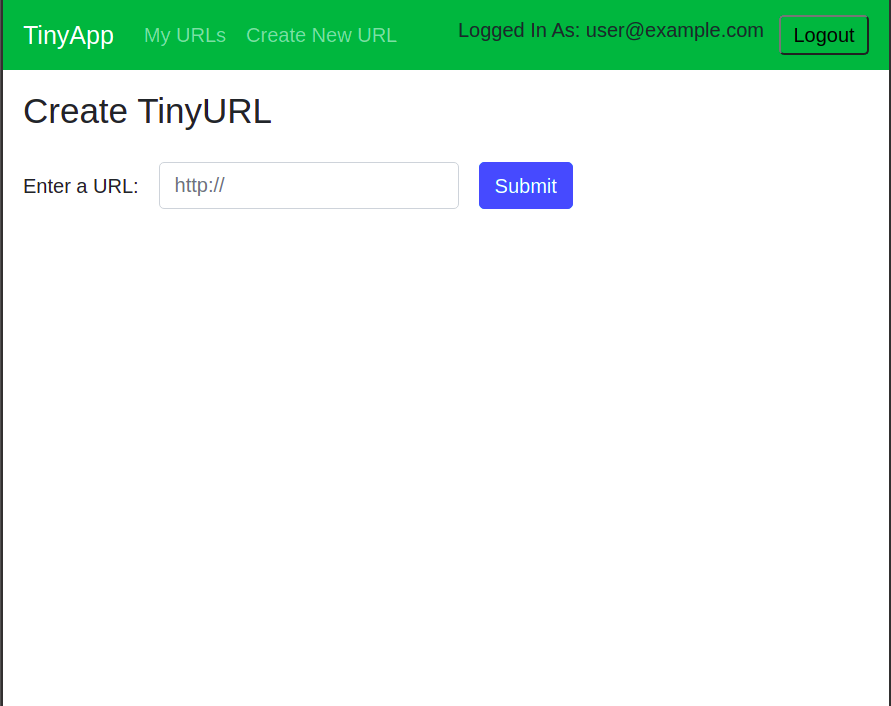 TinyApp My URLs Create New URL Logged In As: user@example.com Logout
Create TinyURL
Enter a URL: http:// Submit